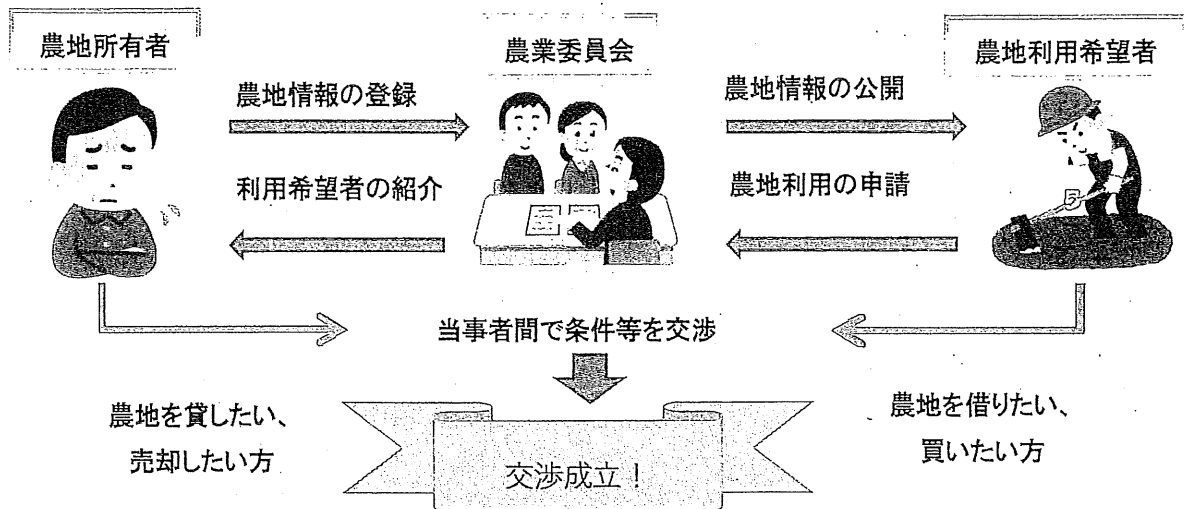 農地所有者
農業委員会
農地利用希望者
農地情報の登録
農地情報の公開
利用希望者の紹介
農地利用の申請
当事者間で条件等を交渉
農地を貸したい、
売却したい方
農地を借りたい、
買いたい方
交渉成立！